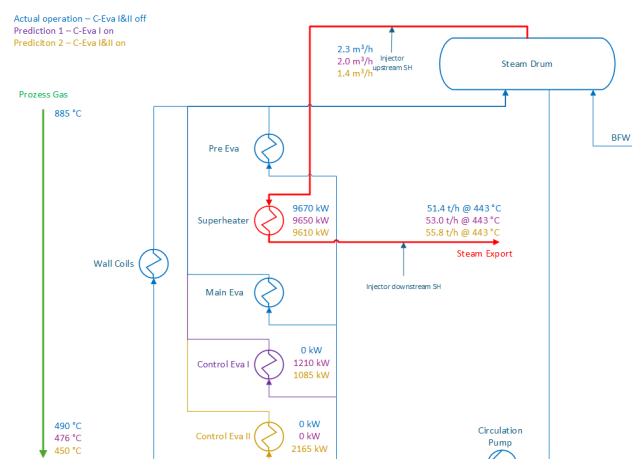 Actual operation – C-Eva I&II off
Prediction 1 – C-Eva I on
Prediciton 2 – C-Eva I&II on
2.3 m³/h
2.0 m³/h
1.4 m³/h
Injector
upstream SH
Steam Drum
Prozess Gas
885 °C
BFW
Pre Eva
Superheater
9670 kW
9650 kW
9610 kW
51.4 t/h @ 443 °C
53.0 t/h @ 443 °C
55.8 t/h @ 443 °C
Steam Export
Wall Coils
Main Eva
Injector downstream SH
Control Eva I
0 kW
1210 kW
1085 kW
490 °C
476 °C
450 °C
Control Eva II
0 kW
0 kW
2165 kW
Circulation
Pump